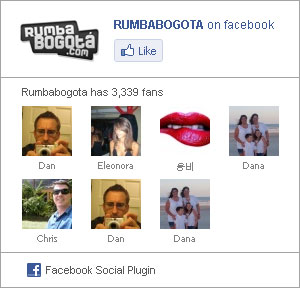 Rumba
BOGOTÁ
.com
RUMBABOGOTA on facebook
Like
Rumbabogota has 3,339 fans
Dan Eleonora 용비 Dana
Chris Dan Dana
Facebook Social Plugin